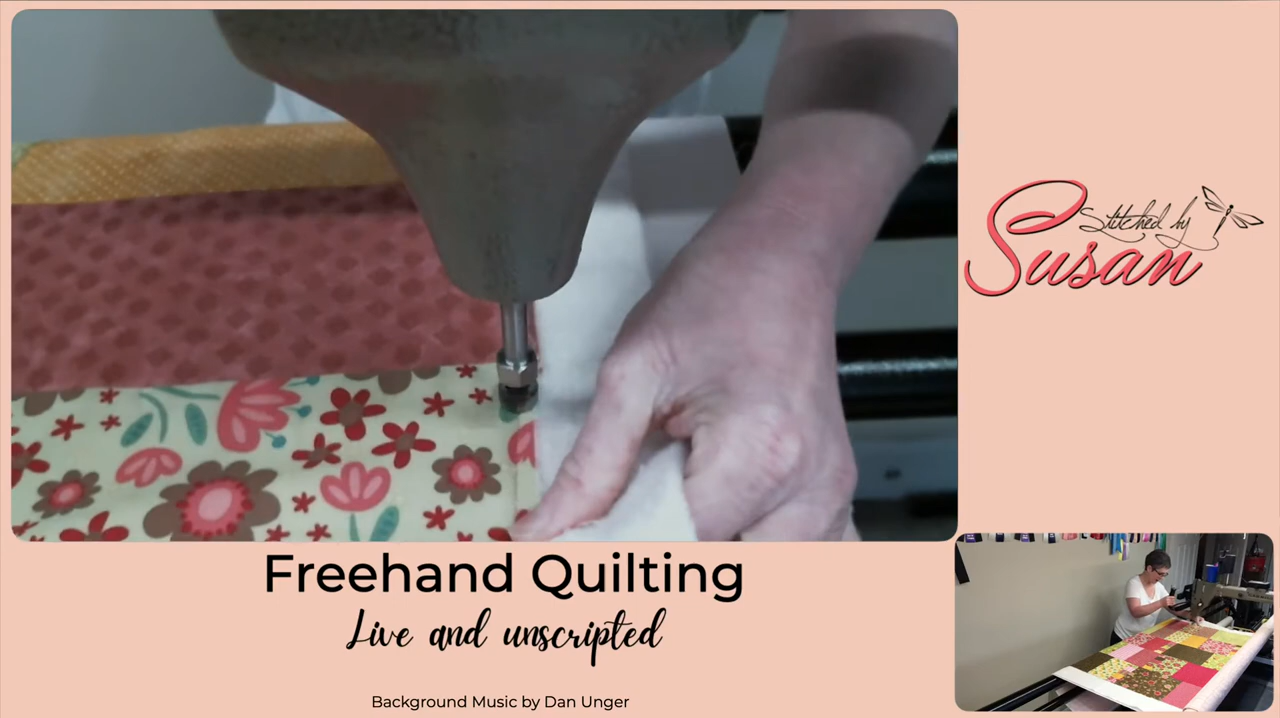 Stitched by
Susan
Freehand Quilting
Live and unscripted
Background Music by Dan Unger